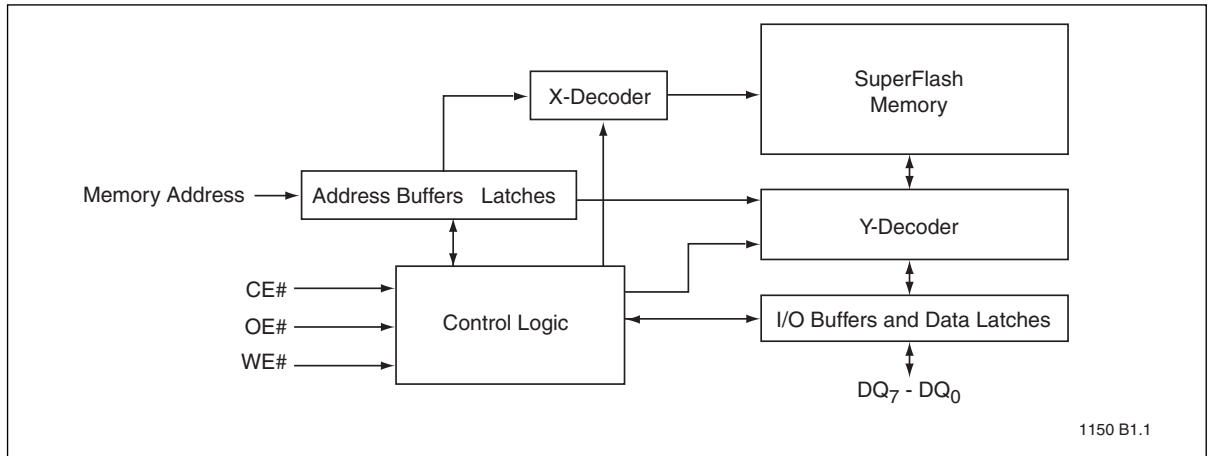 X-Decoder
SuperFlash
Memory
Memory Address
Address Buffers Latches
Y-Decoder
CE#
OE#
WE#
Control Logic
I/O Buffers and Data Latches
DQ7 - DQ0
1150 B1.1